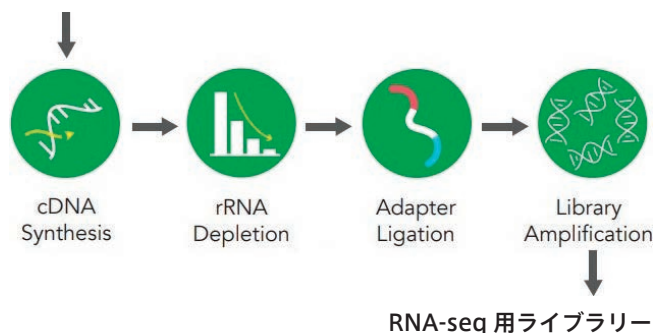 cDNA
Synthesis
rRNA
Depletion
Adapter
Ligation
Library
Amplification
RNA-seq 用ライブラリー